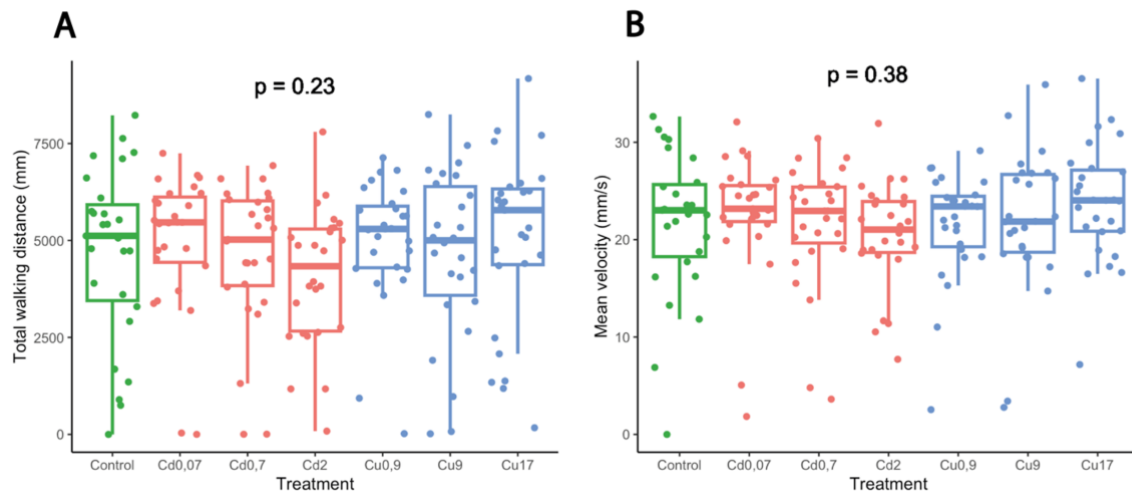 A
p = 0.23
Total walking distance (mm)
7500
5000
2500
0
Control Cd0,07 Cd0,7 Cd2 Cu0,9 Cu9 Cu17
Treatment
B
p = 0.38
Mean velocity (mm/s)
30
20
10
0
Control Cd0,07 Cd0,7 Cd2 Cu0,9 Cu9 Cu17
Treatment